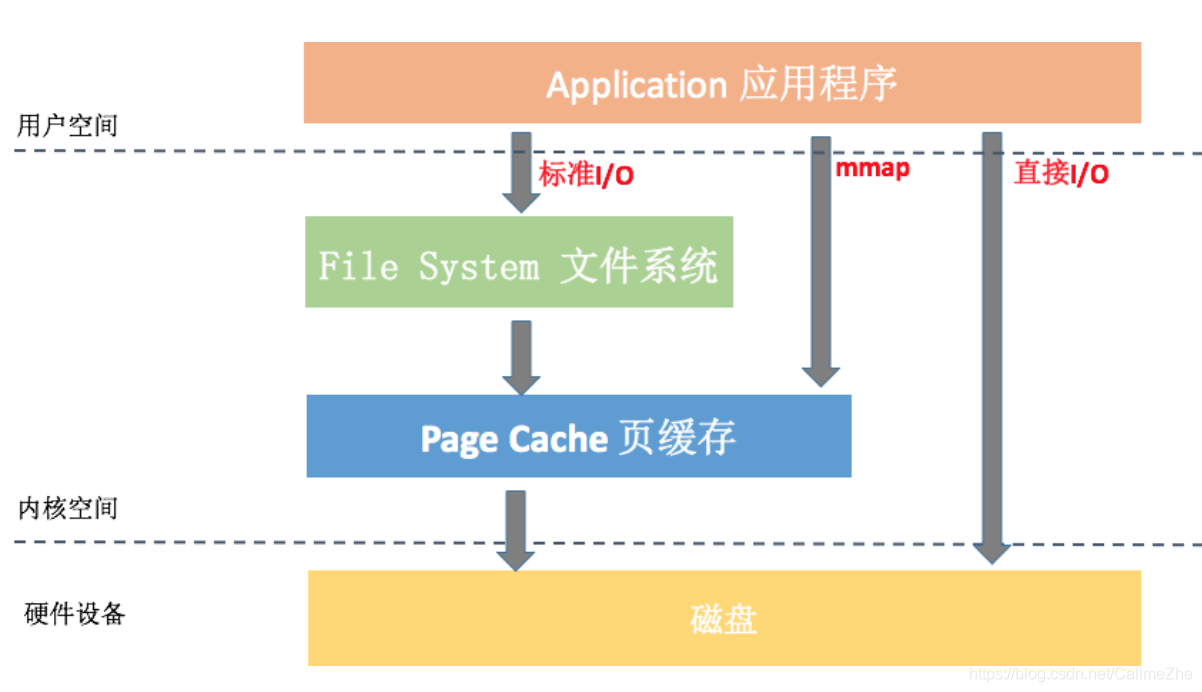 Application 应用程序
用户空间
标准I/O
mmap
直接I/O
File System 文件系统
Page Cache 页缓存
内核空间
硬件设备
磁盘
https://blog.csdn.net/CallmeZhe